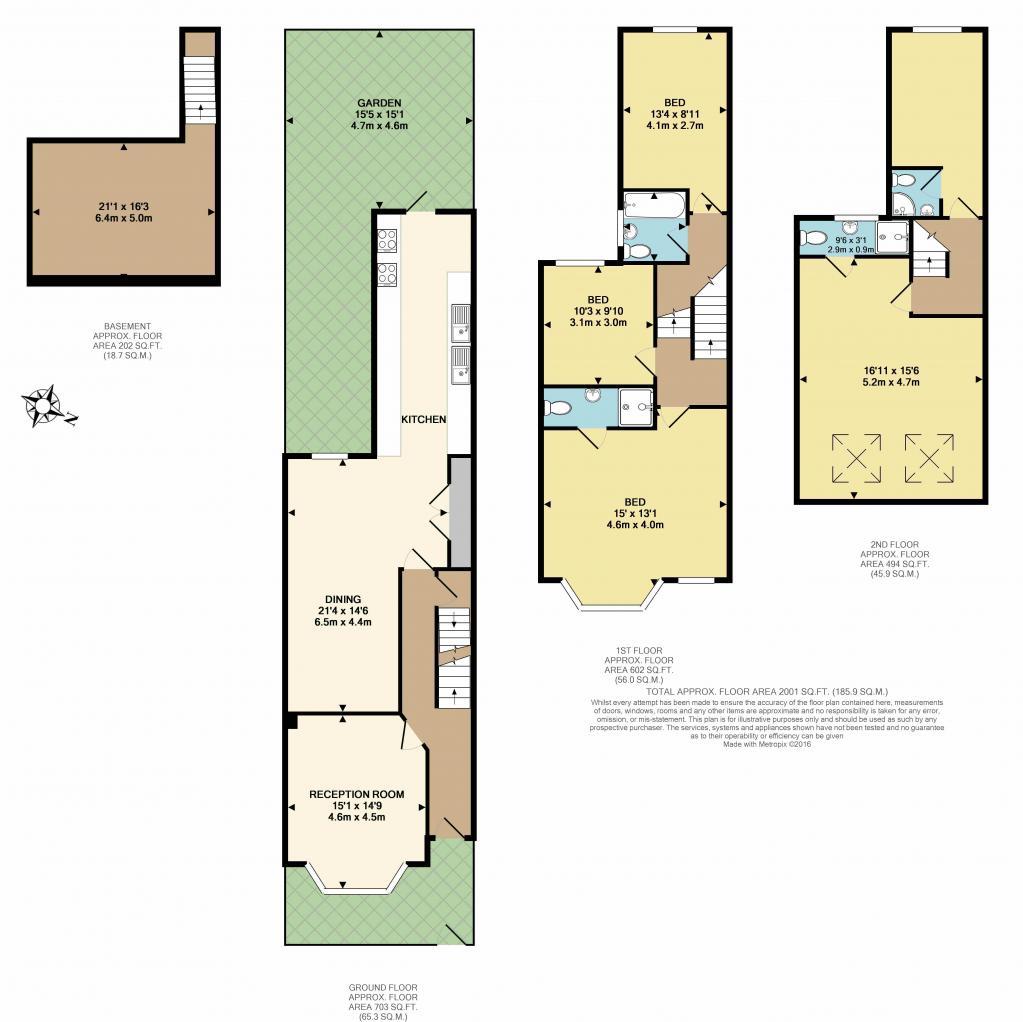 21'1 x 16'3
6.4m x 5.0m
BASEMENT
APPROX. FLOOR
AREA 202 SQ.FT.
(18.7 SQ.M.)
N
GARDEN
15'5 x 15'1
4.7m x 4.6m
KITCHEN
DINING
21'4 x 14'6
6.5m x 4.4m
RECEPTION ROOM
15'1 x 14'9
4.6m x 4.5m
GROUND FLOOR
APPROX. FLOOR
AREA 703 SQ.FT.
(65.3 SQ.M.)
BED
13'4 x 8'11
4.1m x 2.7m
BED
10'3 x 9'10
3.1m x 3.0m
BED
15' x 13'1
4.6m x 4.0m
1ST FLOOR
APPROX. FLOOR
AREA 602 SQ.FT.
(56.0 SQ.M.)
9'6 x 3'1
2.9m x 0.9m
16'11 x 15'6
5.2m x 4.7m
2ND FLOOR
APPROX. FLOOR
AREA 494 SQ.FT.
(45.9 SQ.M.)
TOTAL APPROX. FLOOR AREA 2001 SQ.FT. (185.9 SQ.M.)
Whilst every attempt has been made to ensure the accuracy of the floor plan contained here, measurements
of doors, windows, rooms and any other items are approximate and no responsibility is taken for any error,
omission, or mis-statement. This plan is for illustrative purposes only and should be used as such by any
prospective purchaser. The services, systems and appliances shown have not been tested and no guarantee
as to their operability or efficiency can be given
Made with Metropix ©2016